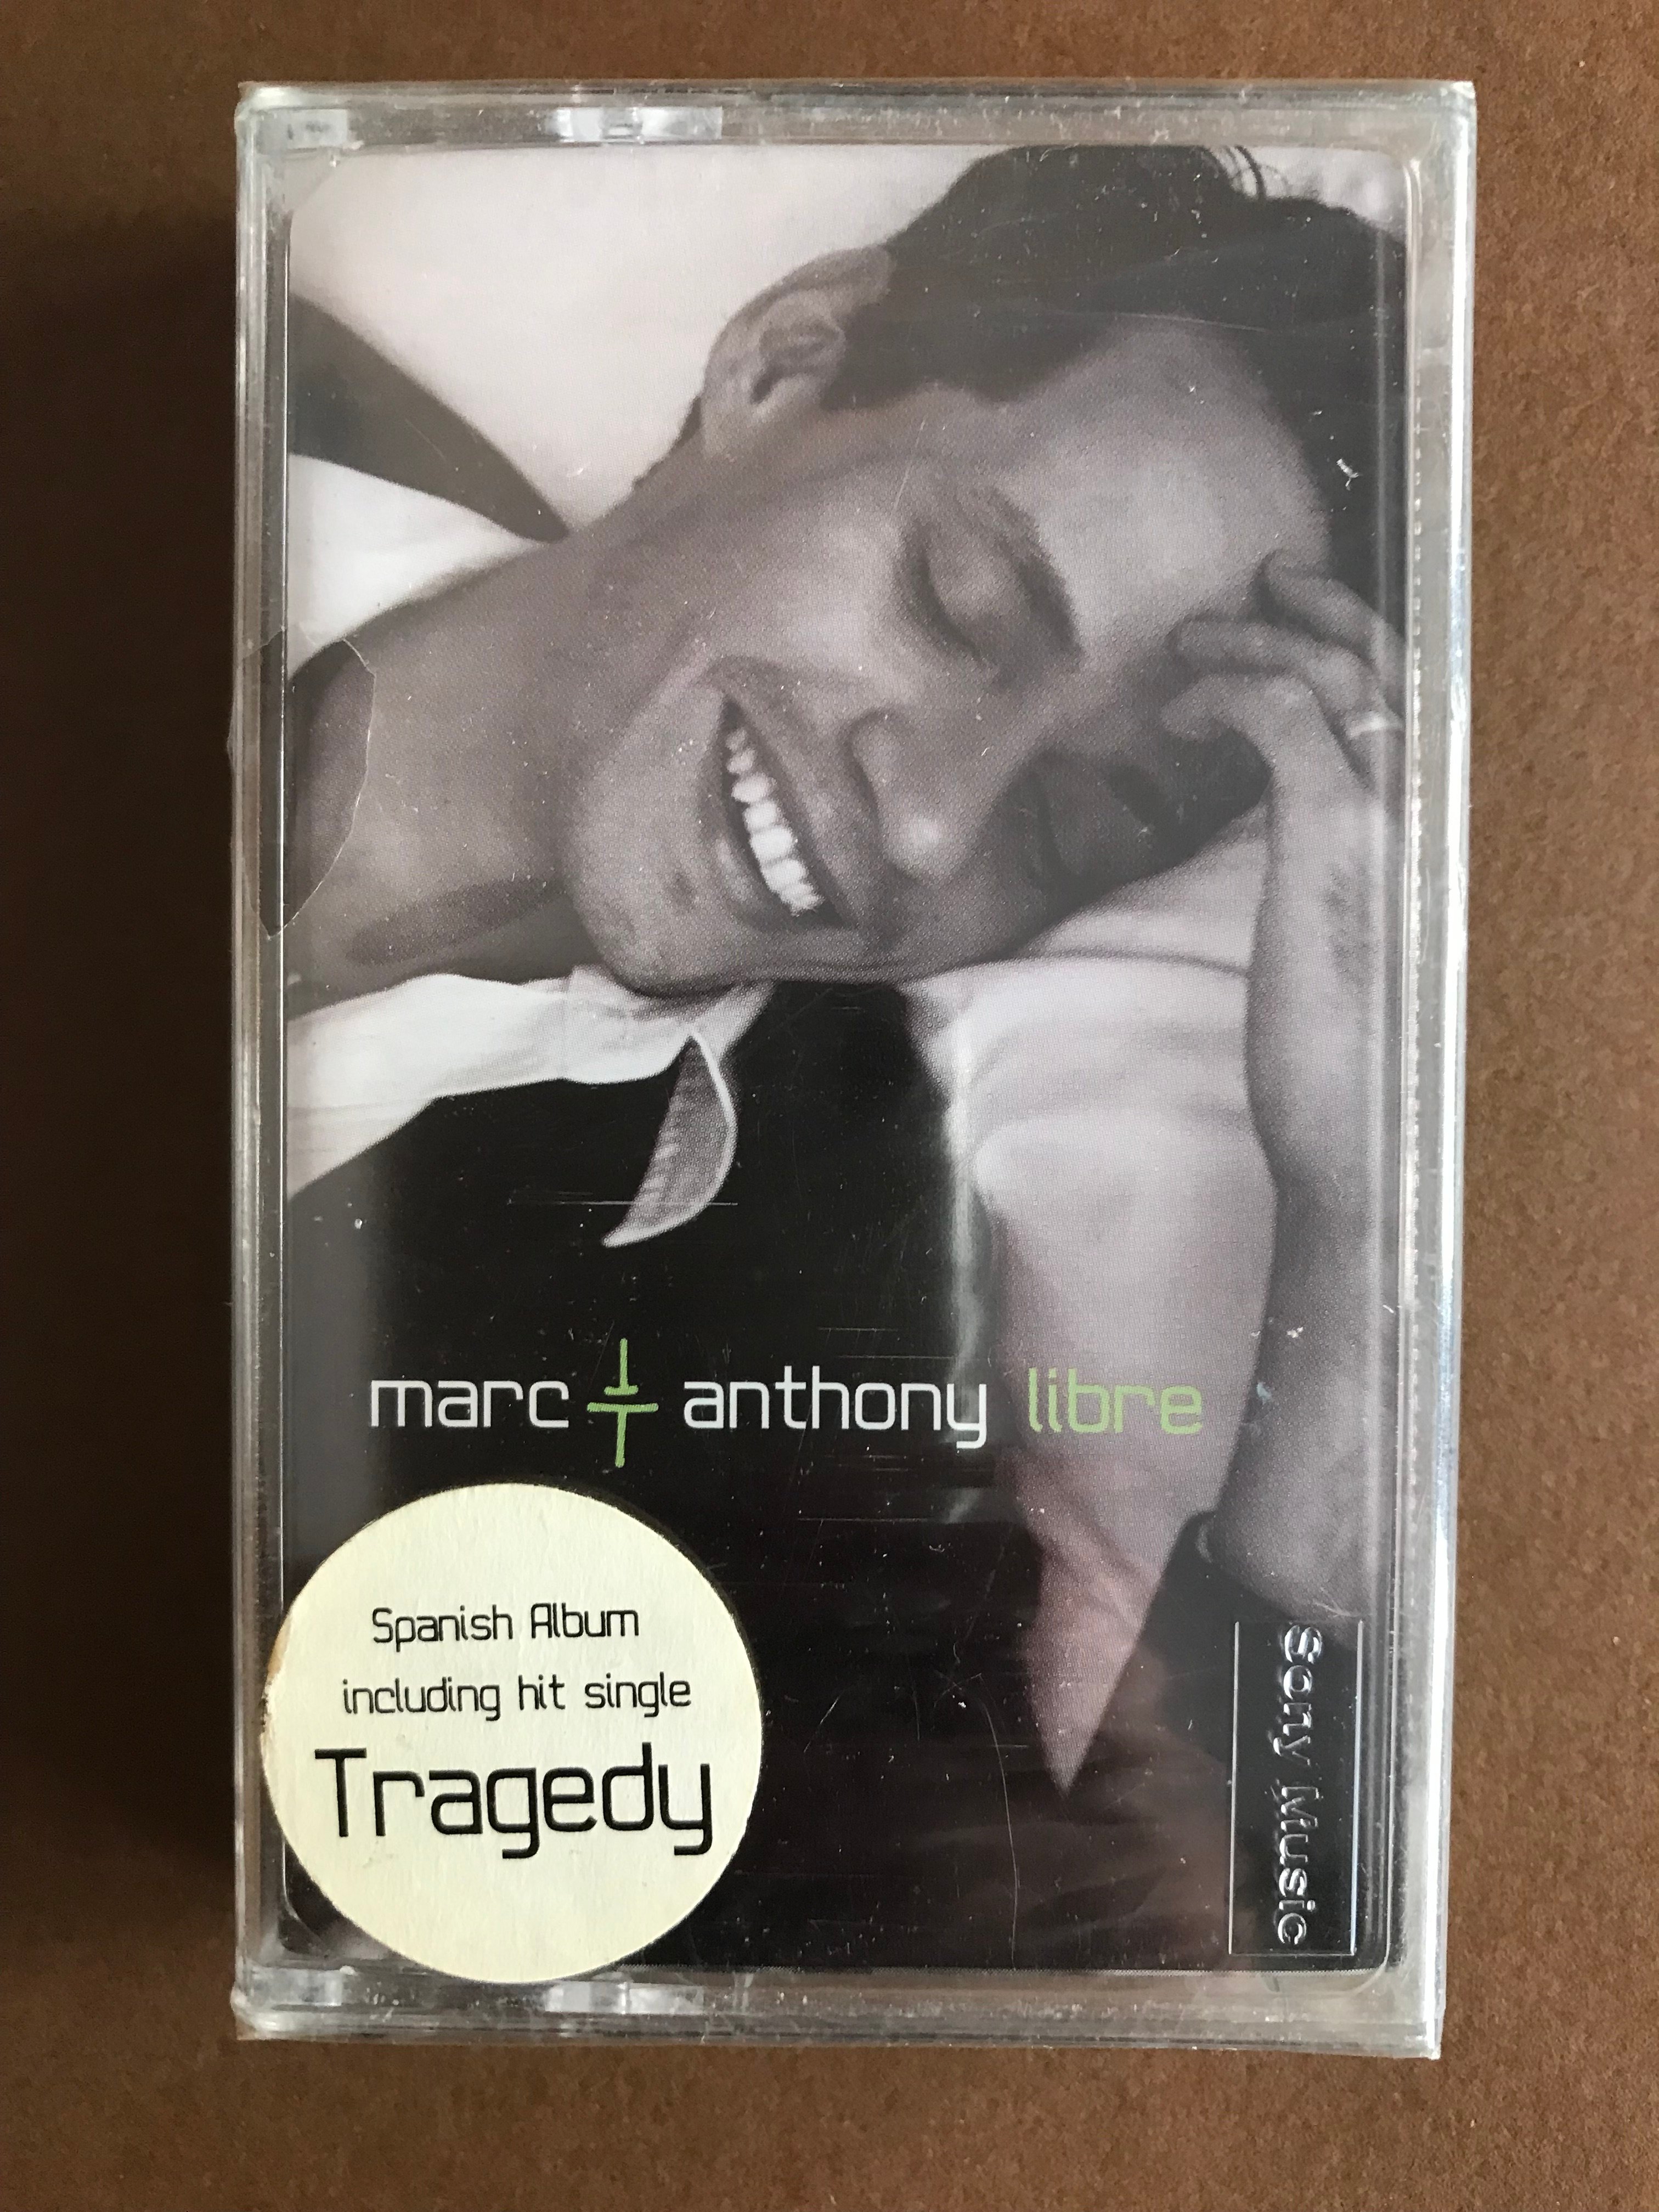 marc anthony libre
Spanish Album
including hit single
Tragedy
Sony Music